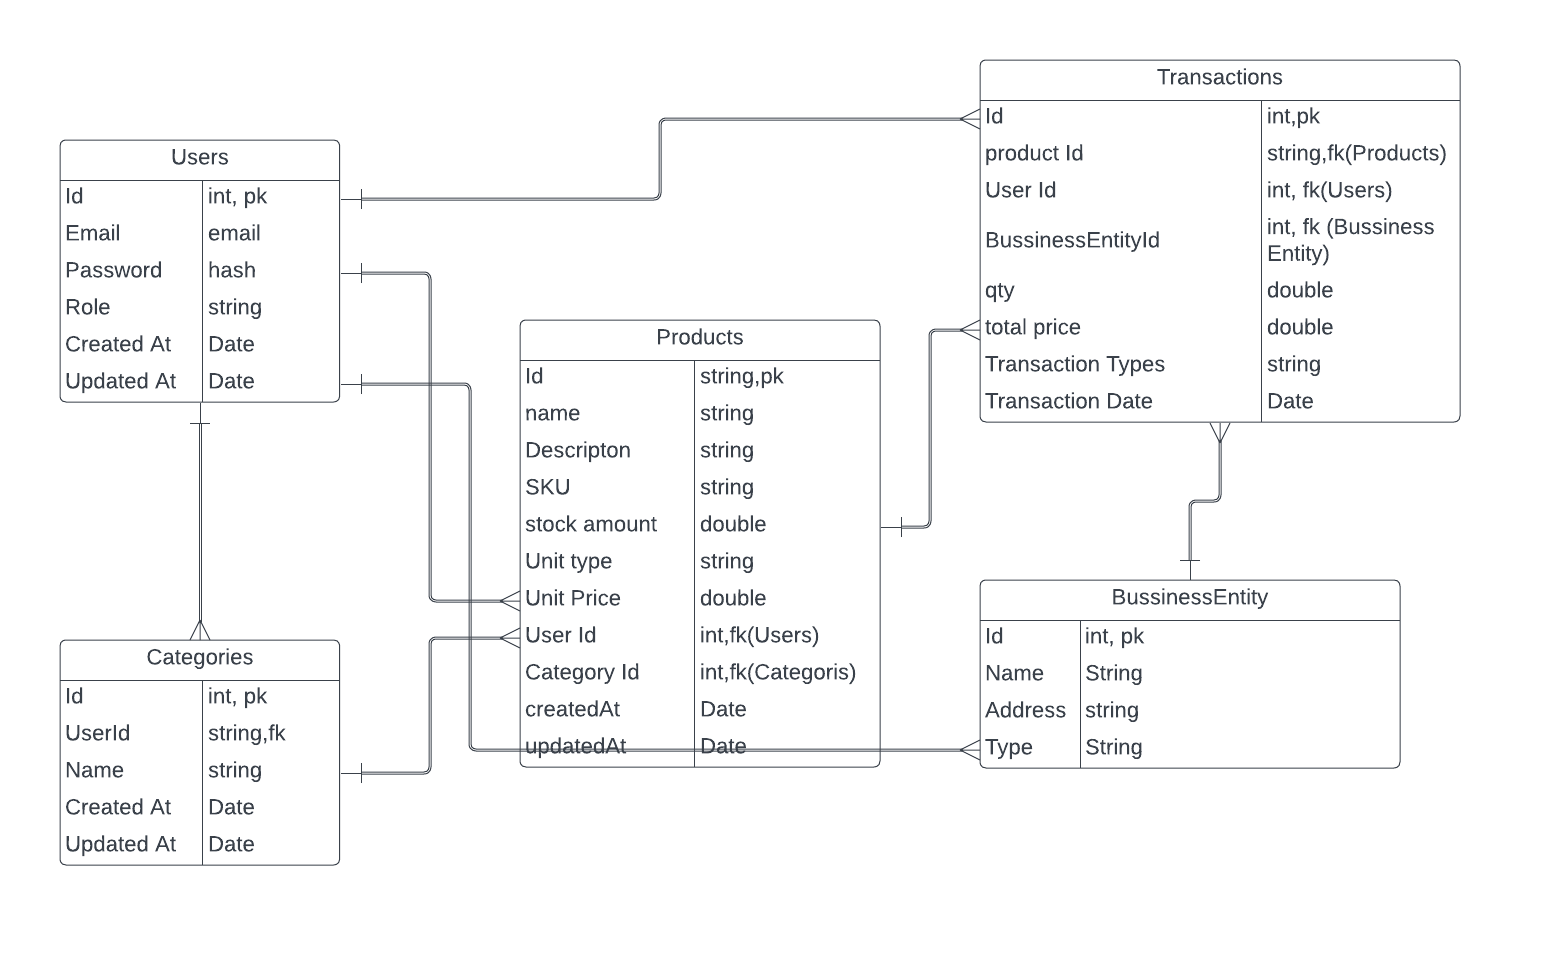 Transactions
Id int,pk
product Id string,fk(Products)
User Id int, fk(Users)
BussinessEntityId int, fk (Bussiness
Entity)
qty double
total price double
Transaction Types string
Transaction Date Date
Users
Id int, pk
Email email
Password hash
Role string
Created At Date
Updated At Date
Products
Id string,pk
name string
Descripton string
SKU string
stock amount double
Unit type string
Unit Price double
User Id int,fk(Users)
Category Id int,fk(Categoris)
createdAt Date
updatedAt Date
BussinessEntity
Id int, pk
Name String
Address string
Type String
Categories
Id int, pk
UserId string,fk
Name string
Created At Date
Updated At Date